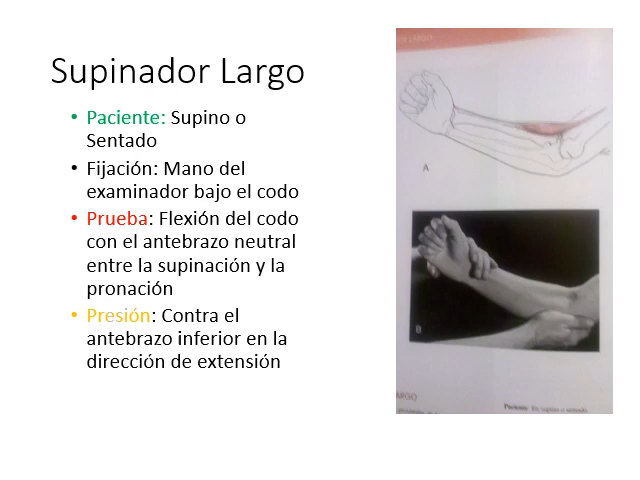 Supinador Largo
• Paciente: Supino o
Sentado
• Fijación: Mano del
examinador bajo el codo
• Prueba: Flexión del codo
con el antebrazo neutral
entre la supinación y la
pronación
• Presión: Contra el
antebrazo inferior en la
dirección de extensión
A
B
ARGO
Paciente: En supino o sentado.